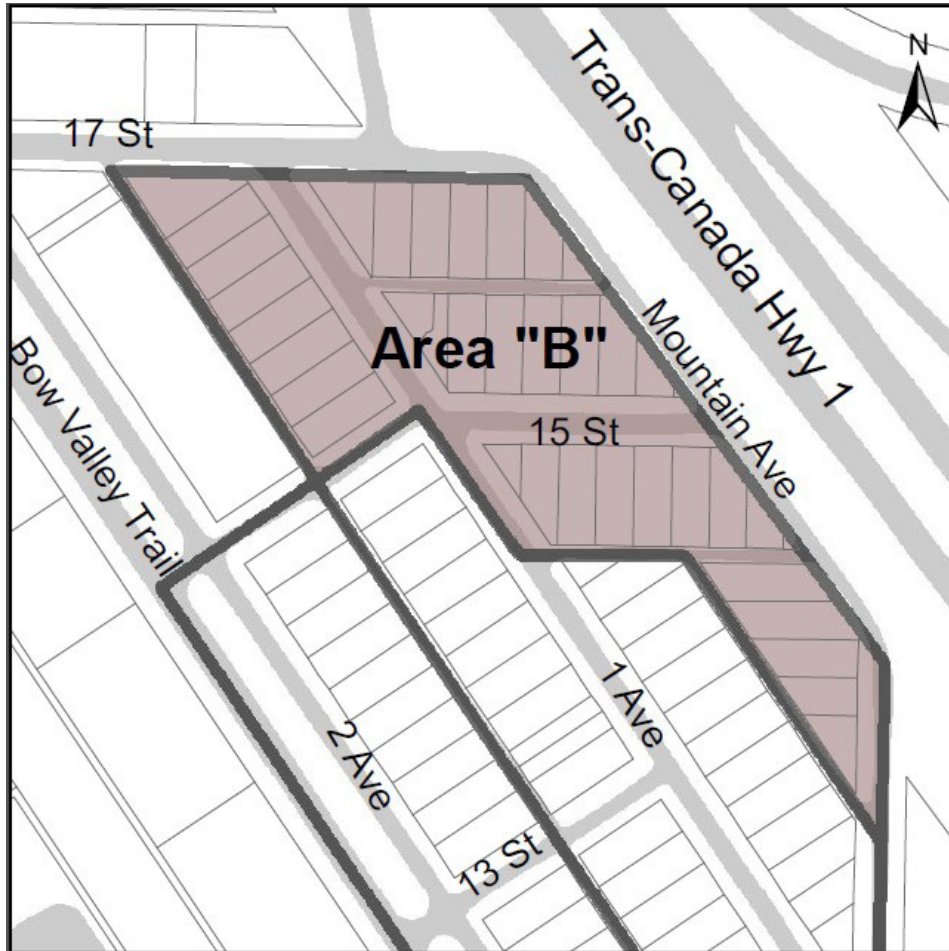 N
Trans-Canada Hwy 1
17 St
Mountain Ave
Area "B"
15 St
Bow Valley Trail
1 Ave
2 Ave
13 St